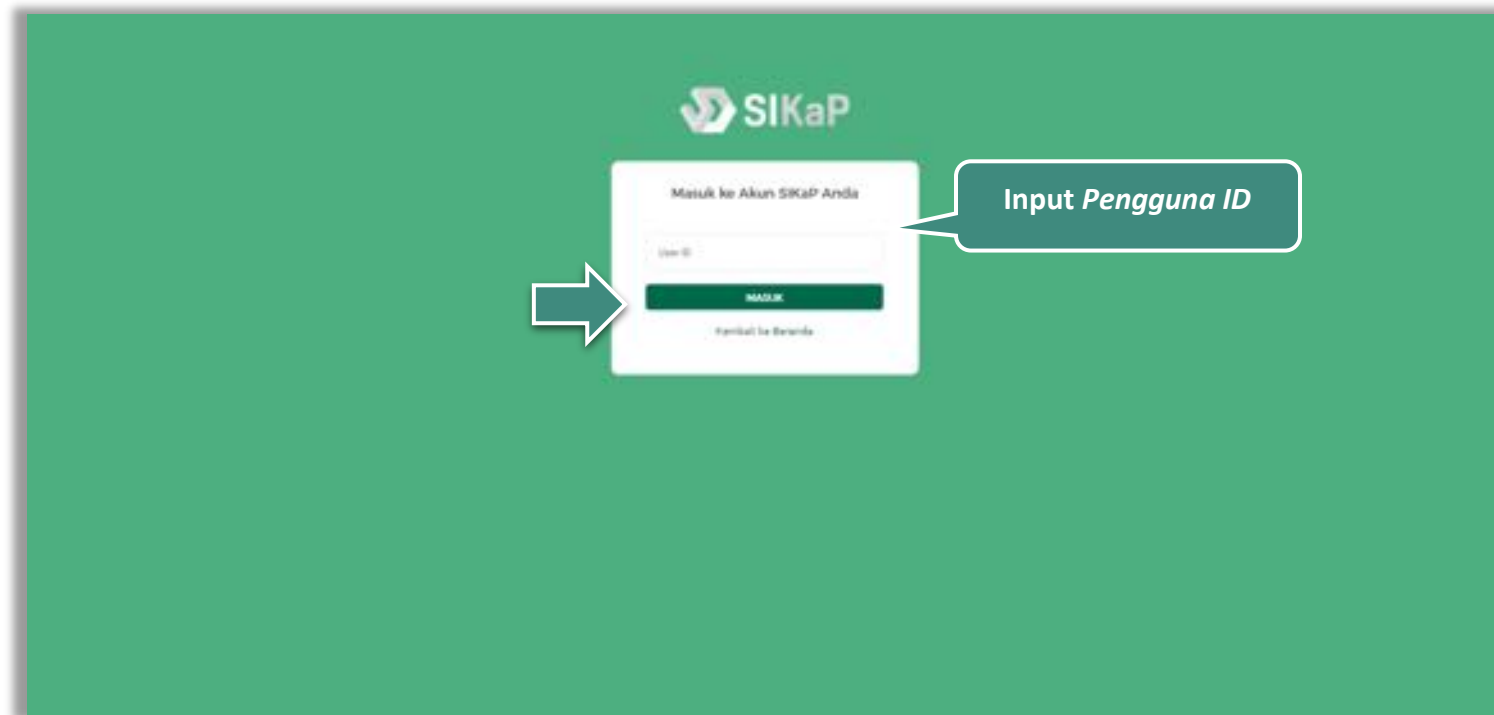 SIKaP
Masuk ke Akun SIKaP Anda
Input Pengguna ID
User ID
MASUK
Kembali ke Beranda